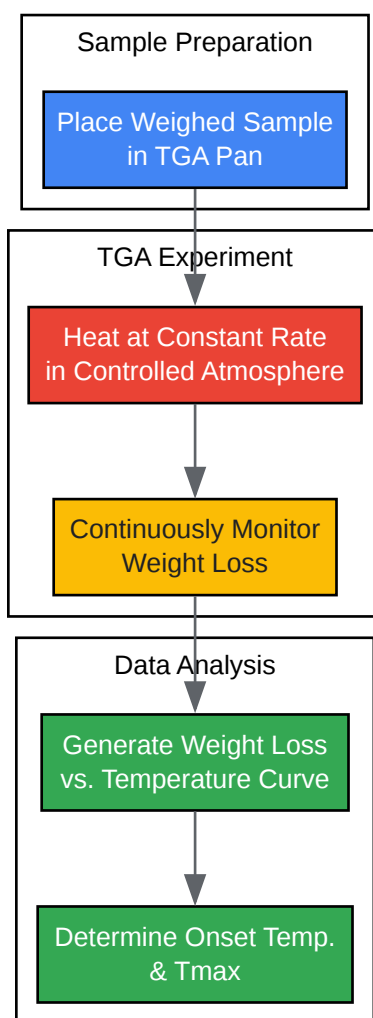 Sample Preparation
Place Weighed Sample
in TGA Pan
TGA Experiment
Heat at Constant Rate
in Controlled Atmosphere
Continuously Monitor
Weight Loss
Data Analysis
Generate Weight Loss
vs. Temperature Curve
Determine Onset Temp.
& Tmax